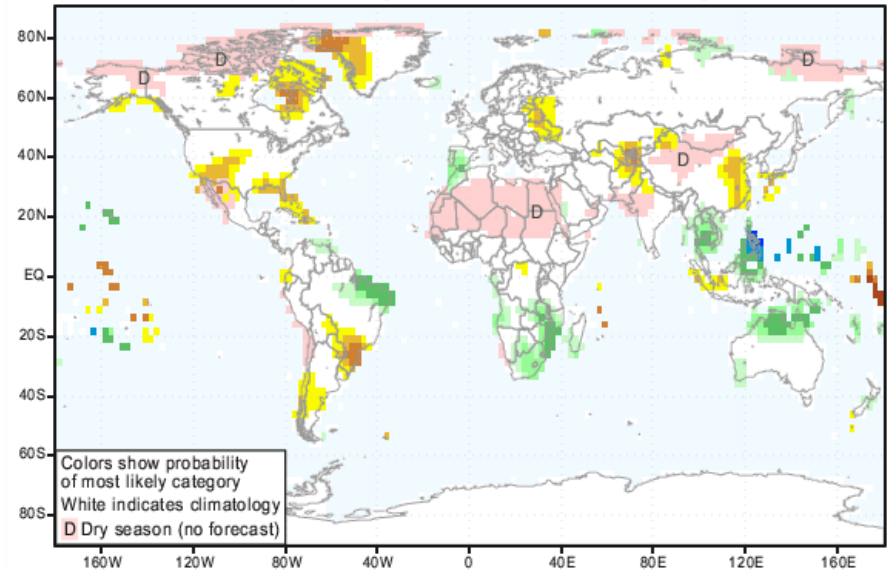 80N
60N
40N
20N
EQ
20S
40S
60S
80S
D
D
D
D
D
Colors show probability
of most likely category
White indicates climatology
D Dry season (no forecast)
160W 120W 80W 40W 0 40E 80E 120E 160E